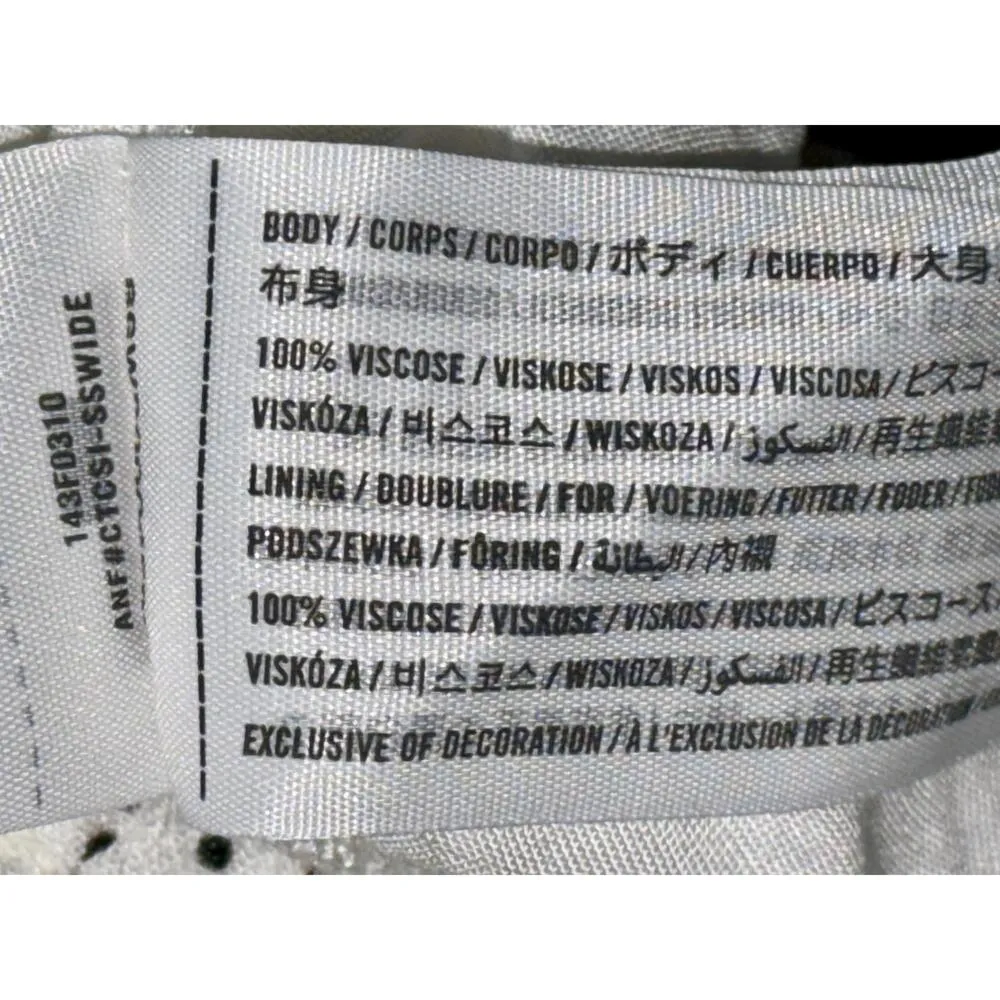 143F0310
ANF#CTCSI-SSWIDE
BODY / CORPS / CORPO / ボディ / CUERPO / 大身
布身
100% VISCOSE / VISKOSE / VISKOS / VISCOSA / ビスコー
VISKÓZA / 비스코스 / WISKOZA / الفسكوز / 再生纖維
LINING / DOUBLURE / FOR / VOERING / FUTTER / FODER /
PODSZEWKA / FÔRING / البطانة / 內襯
100% VISCOSE / VISKOSE / VISKOS / VISCOSA / ビスコース
VISKÓZA / 비스코스 / WISKOZA / الفسكوز / 再生纖維素纖
EXCLUSIVE OF DECORATION / À L'EXCLUSION DE LA DÉCORATION /